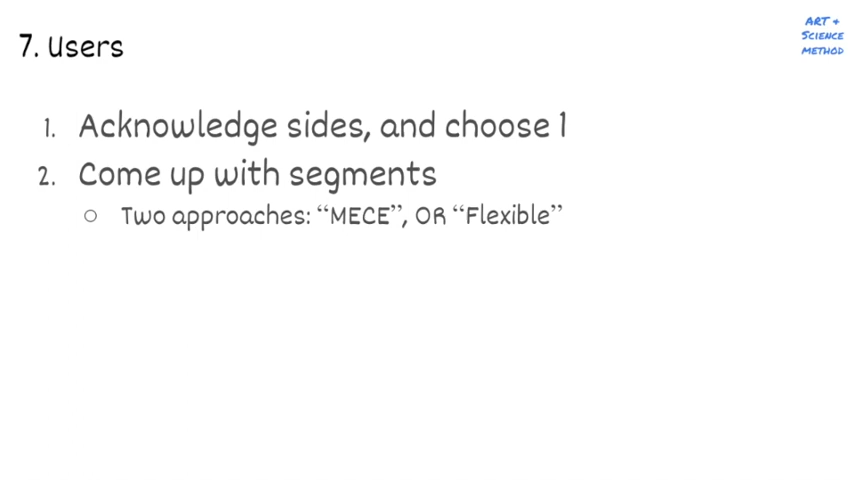 7. Users
ART +
SCIENCE
METHOD
1. Acknowledge sides, and choose 1
2. Come up with segments
○ Two approaches: “MECE”, OR “Flexible”